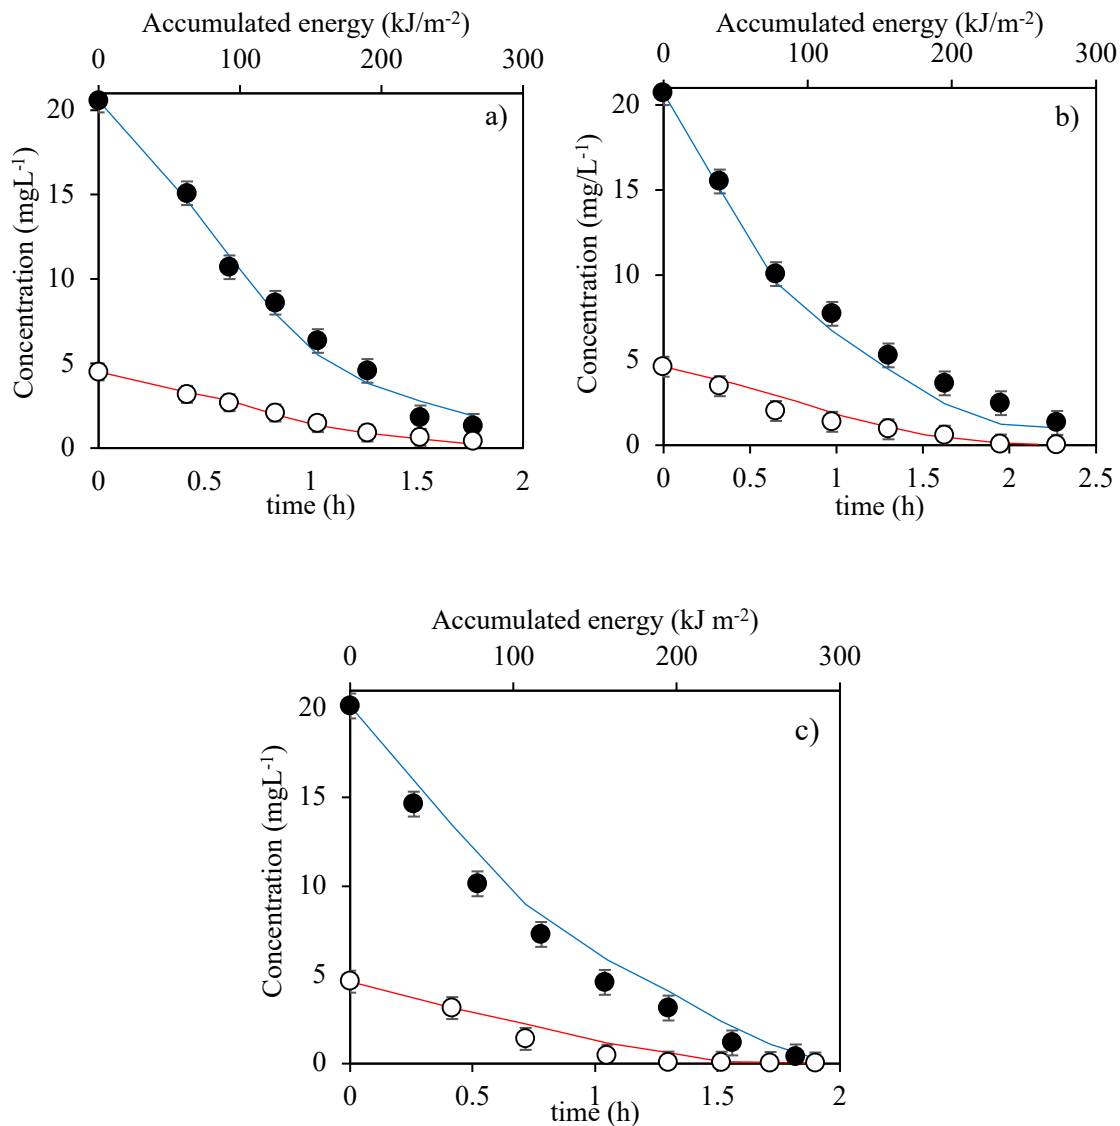 Accumulated energy (kJ/m⁻²)
0 100 200 300
a)
Concentration (mgL⁻¹)
20
15
10
5
0
0 0.5 1 1.5 2
time (h)
Accumulated energy (kJ/m⁻²)
0 100 200 300
b)
Concentration (mg/L⁻¹)
20
15
10
5
0
0 0.5 1 1.5 2 2.5
time (h)
Accumulated energy (kJ m⁻²)
0 100 200 300
c)
Concentration (mgL⁻¹)
20
15
10
5
0
0 0.5 1 1.5 2
time (h)